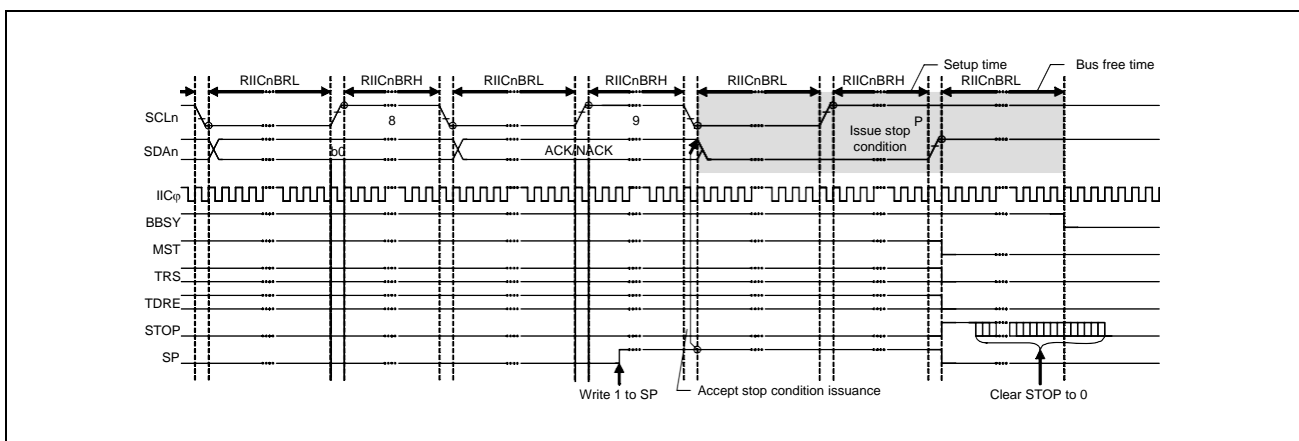 Setup time
Bus free time
RIICnBRL
RIICnBRH
RIICnBRL
RIICnBRH
RIICnBRL
RIICnBRH
RIICnBRL
SCLn
8
9
P
Issue stop
condition
SDAn
b0
ACK/NACK
IICφ
BBSY
MST
TRS
TDRE
STOP
SP
Write 1 to SP
Accept stop condition issuance
Clear STOP to 0